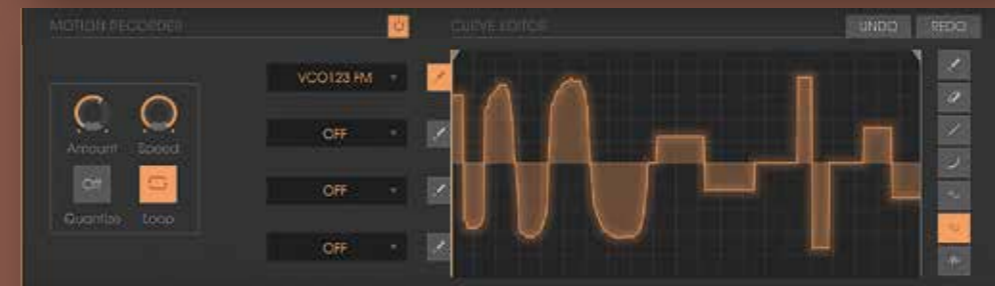 MOTION RECORDER
CURVE EDITOR
UNDO
REDO
VCO123 FM
OFF
Amount
Speed
Off
OFF
Quantize
Loop
OFF